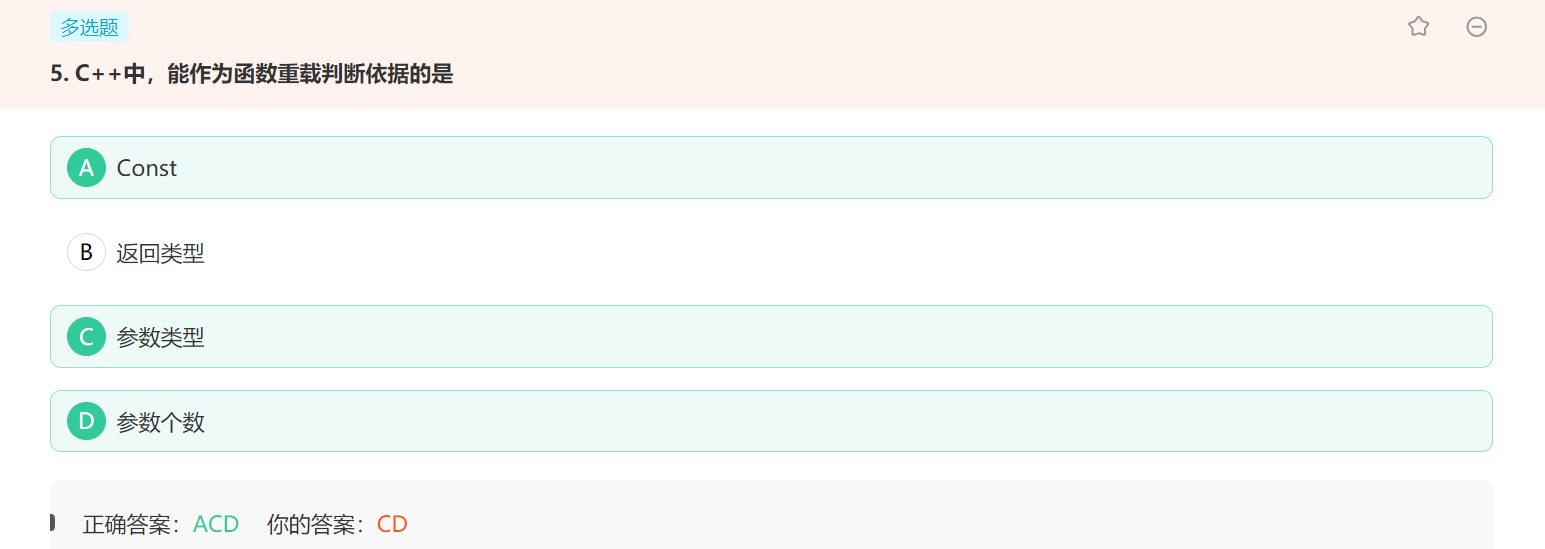 多选题
5. C++中，能作为函数重载判断依据的是
A Const
B 返回类型
C 参数类型
D 参数个数
正确答案：ACD 你的答案：CD